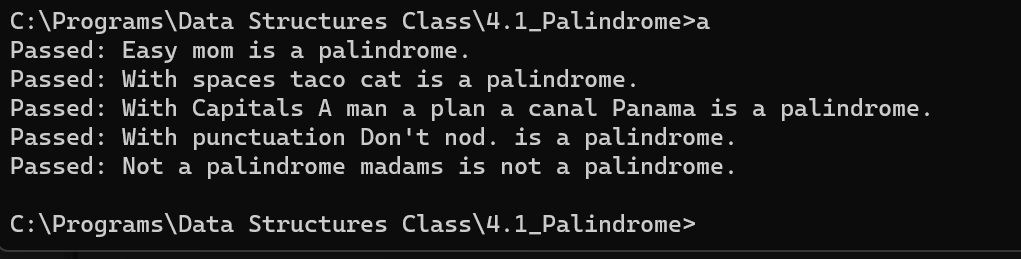 C:\Programs\Data Structures Class\4.1_Palindrome>a
Passed: Easy mom is a palindrome.
Passed: With spaces taco cat is a palindrome.
Passed: With Capitals A man a plan a canal Panama is a palindrome.
Passed: With punctuation Don't nod. is a palindrome.
Passed: Not a palindrome madams is not a palindrome.
C:\Programs\Data Structures Class\4.1_Palindrome>